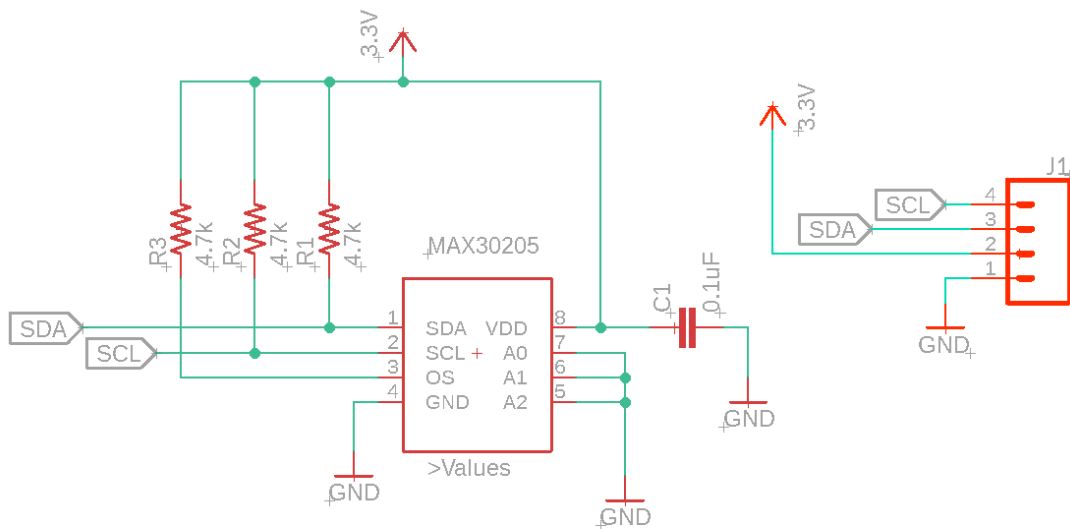 3.3V
3.3V
J1
R3
4.7k
R2
4.7k
R1
4.7k
SCL
4
SDA
3
2
1
MAX30205
C1
0.1uF
GND
SDA
1
SDA
VDD
8
SCL
2
SCL
A0
7
3
OS
A1
6
4
GND
A2
5
GND
>Values
GND
GND